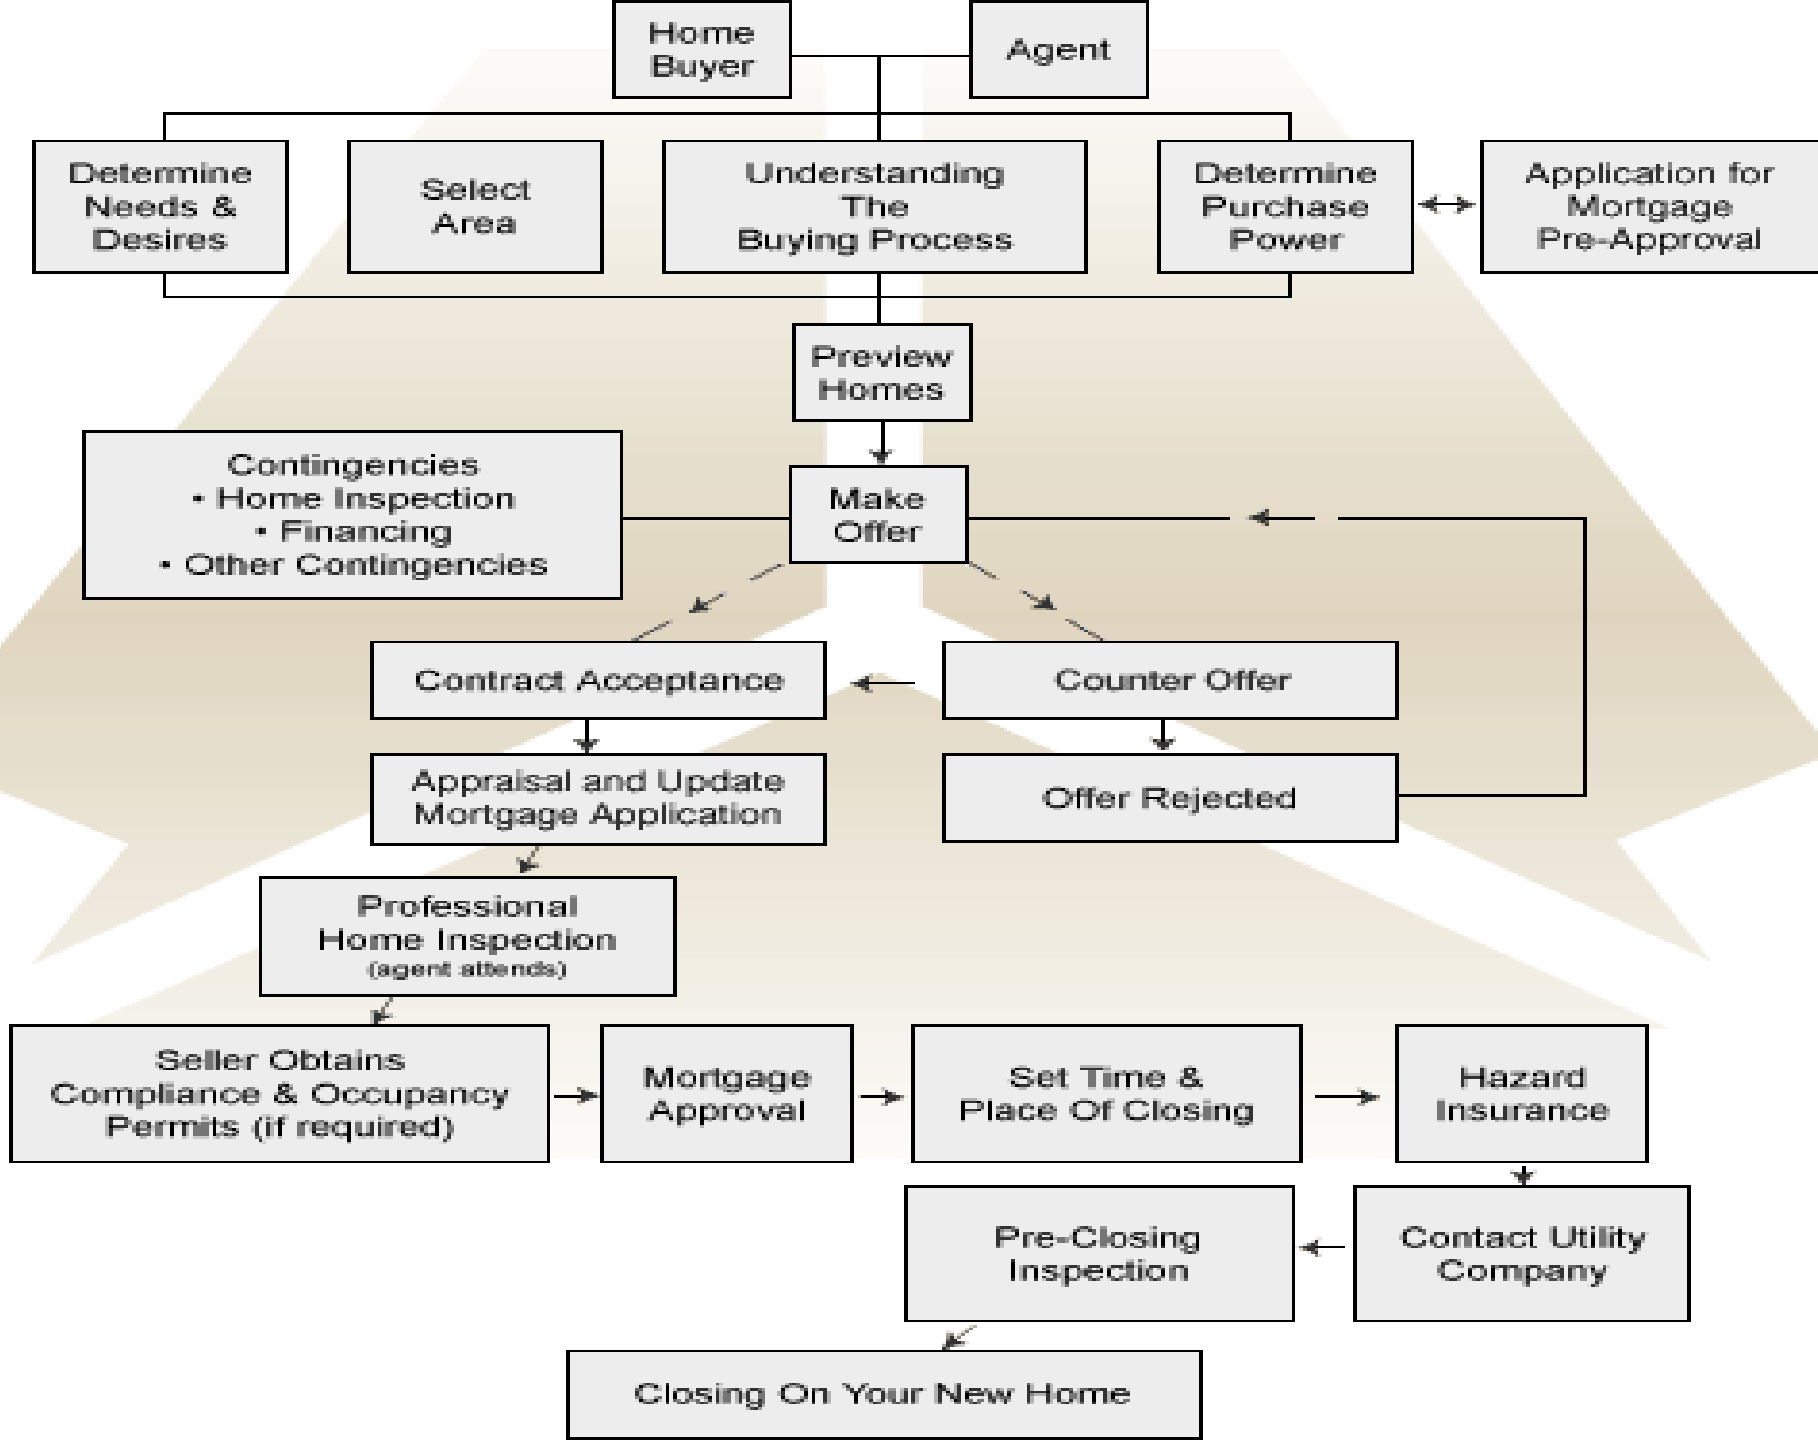 Home
Buyer
Agent
Determine
Needs &
Desires
Select
Area
Understanding
The
Buying Process
Determine
Purchase
Power
Application for
Mortgage
Pre-Approval
Preview
Homes
Contingencies
• Home Inspection
• Financing
• Other Contingencies
Make
Offer
Contract Acceptance
Counter Offer
Appraisal and Update
Mortgage Application
Offer Rejected
Professional
Home Inspection
(agent attends)
Seller Obtains
Compliance & Occupancy
Permits (if required)
Mortgage
Approval
Set Time &
Place Of Closing
Hazard
Insurance
Pre-Closing
Inspection
Contact Utility
Company
Closing On Your New Home